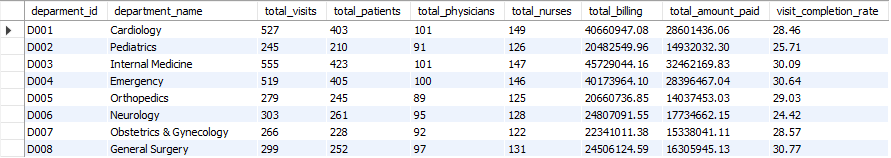 deparment_id department_name total_visits total_patients total_physicians total_nurses total_billing total_amount_paid visit_completion_rate
D001 Cardiology 527 403 101 149 40660947.08 28601436.06 28.46
D002 Pediatrics 245 210 91 126 20482549.96 14932032.30 25.71
D003 Internal Medicine 555 423 101 147 45729044.16 32462169.83 30.09
D004 Emergency 519 405 100 146 40173964.10 28396467.04 30.64
D005 Orthopedics 279 245 89 125 20660736.85 14037453.03 29.03
D006 Neurology 303 261 95 128 24807091.55 17734662.15 24.42
D007 Obstetrics & Gynecology 266 228 92 122 22341011.38 15338041.11 28.57
D008 General Surgery 299 252 97 131 24506124.59 16305945.13 30.77